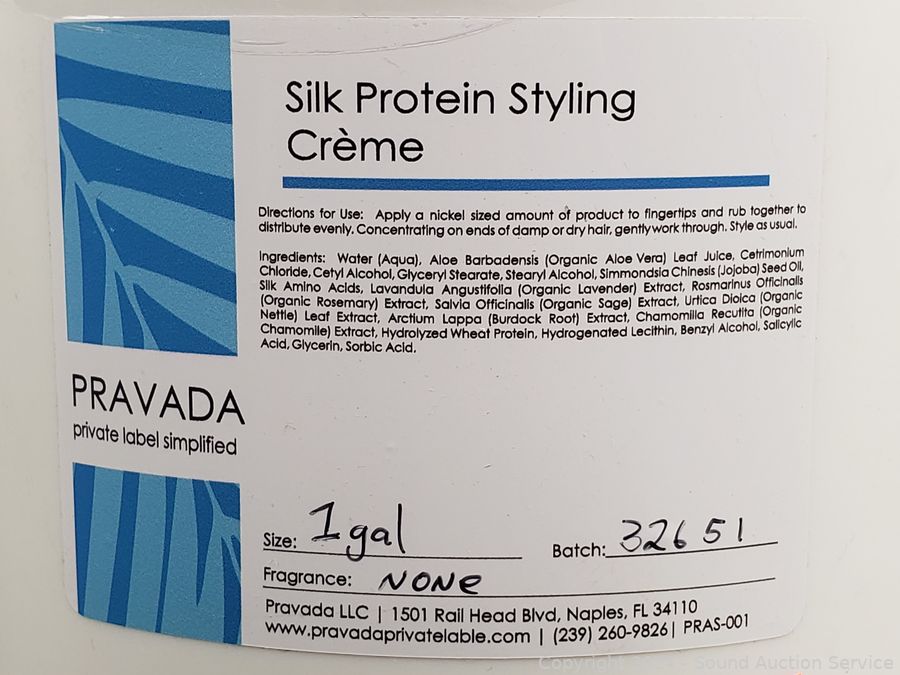 Silk Protein Styling
Crème
Directions for Use: Apply a nickel sized amount of product to fingertips and rub together to
distribute evenly. Concentrating on ends of damp or dry hair, gently work through. Style as usual.
Ingredients: Water (Aqua), Aloe Barbadensis (Organic Aloe Vera) Leaf Juice, Cetrimonium
Chloride, Cetyl Alcohol, Glyceryl Stearate, Stearyl Alcohol, Simmondsia Chinesis (Jojoba) Seed Oil,
Silk Amino Acids, Lavandula Angustifolia (Organic Lavender) Extract, Rosmarinus Officinalis
(Organic Rosemary) Extract, Salvia Officinalis (Organic Sage) Extract, Urtica Dioica (Organic
Nettle) Leaf Extract, Arctium Lappa (Burdock Root) Extract, Chamomilla Recutita (Organic
Chamomile) Extract, Hydrolyzed Wheat Protein, Hydrogenated Lecithin, Benzyl Alcohol, Salicylic
Acid, Glycerin, Sorbic Acid.
PRAVADA
private label simplified
Size: 1 gal Batch: 32651
Fragrance: NONE
Pravada LLC | 1501 Rail Head Blvd, Naples, FL 34110
www.pravadaprivatelable.com | (239) 260-9826 | PRAS-001
Copyright 2024 - Sound Auction Service